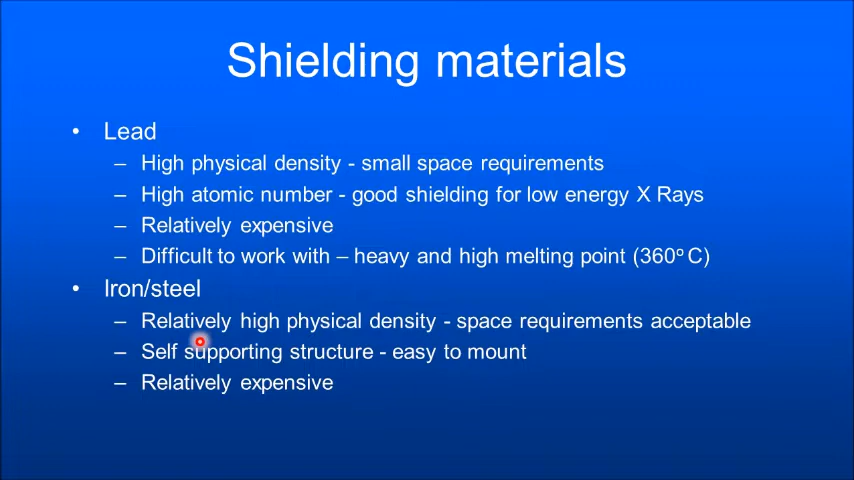 Shielding materials
• Lead
– High physical density - small space requirements
– High atomic number - good shielding for low energy X Rays
– Relatively expensive
– Difficult to work with – heavy and high melting point (360º C)
• Iron/steel
– Relatively high physical density - space requirements acceptable
– Self supporting structure - easy to mount
– Relatively expensive